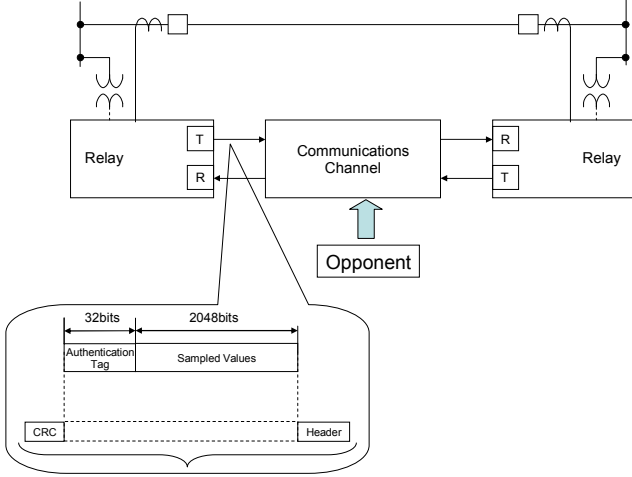 T
R
Relay
Communications
Channel
R
T
Relay
Opponent
32bits
2048bits
Authentication
Tag
Sampled Values
CRC
Header